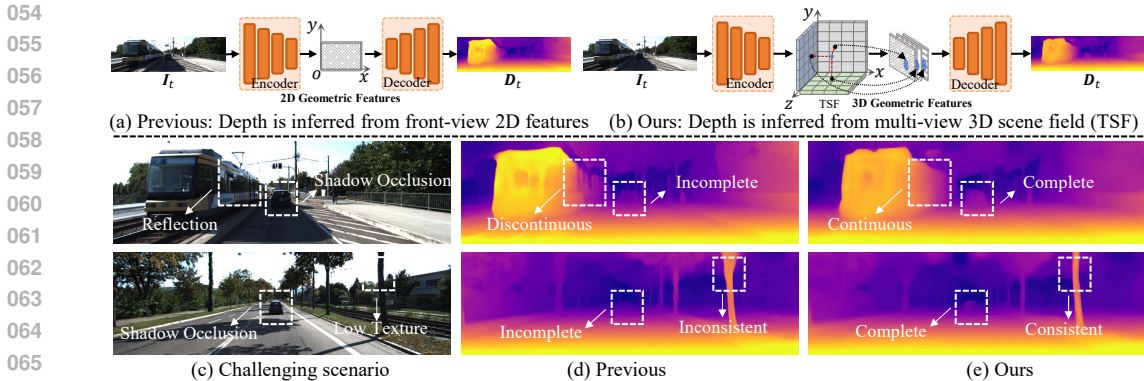 054
055
056
057
058
059
060
061
062
063
064
065
I_t
Encoder
y
O
x
2D Geometric Features
Decoder
D_t
(a) Previous: Depth is inferred from front-view 2D features
I_t
Encoder
y
x
z
TSF
3D Geometric Features
Decoder
D_t
(b) Ours: Depth is inferred from multi-view 3D scene field (TSF)
Shadow Occlusion
Reflection
Incomplete
Discontinuous
Complete
Continuous
Shadow Occlusion
Low Texture
Incomplete
Inconsistent
Complete
Consistent
(c) Challenging scenario
(d) Previous
(e) Ours